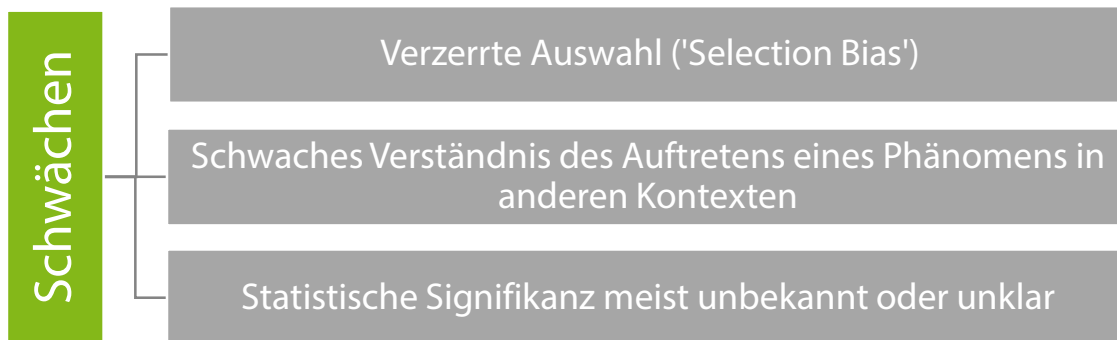 Schwächen
Verzerrte Auswahl ('Selection Bias')
Schwaches Verständnis des Auftretens eines Phänomens in
anderen Kontexten
Statistische Signifikanz meist unbekannt oder unklar